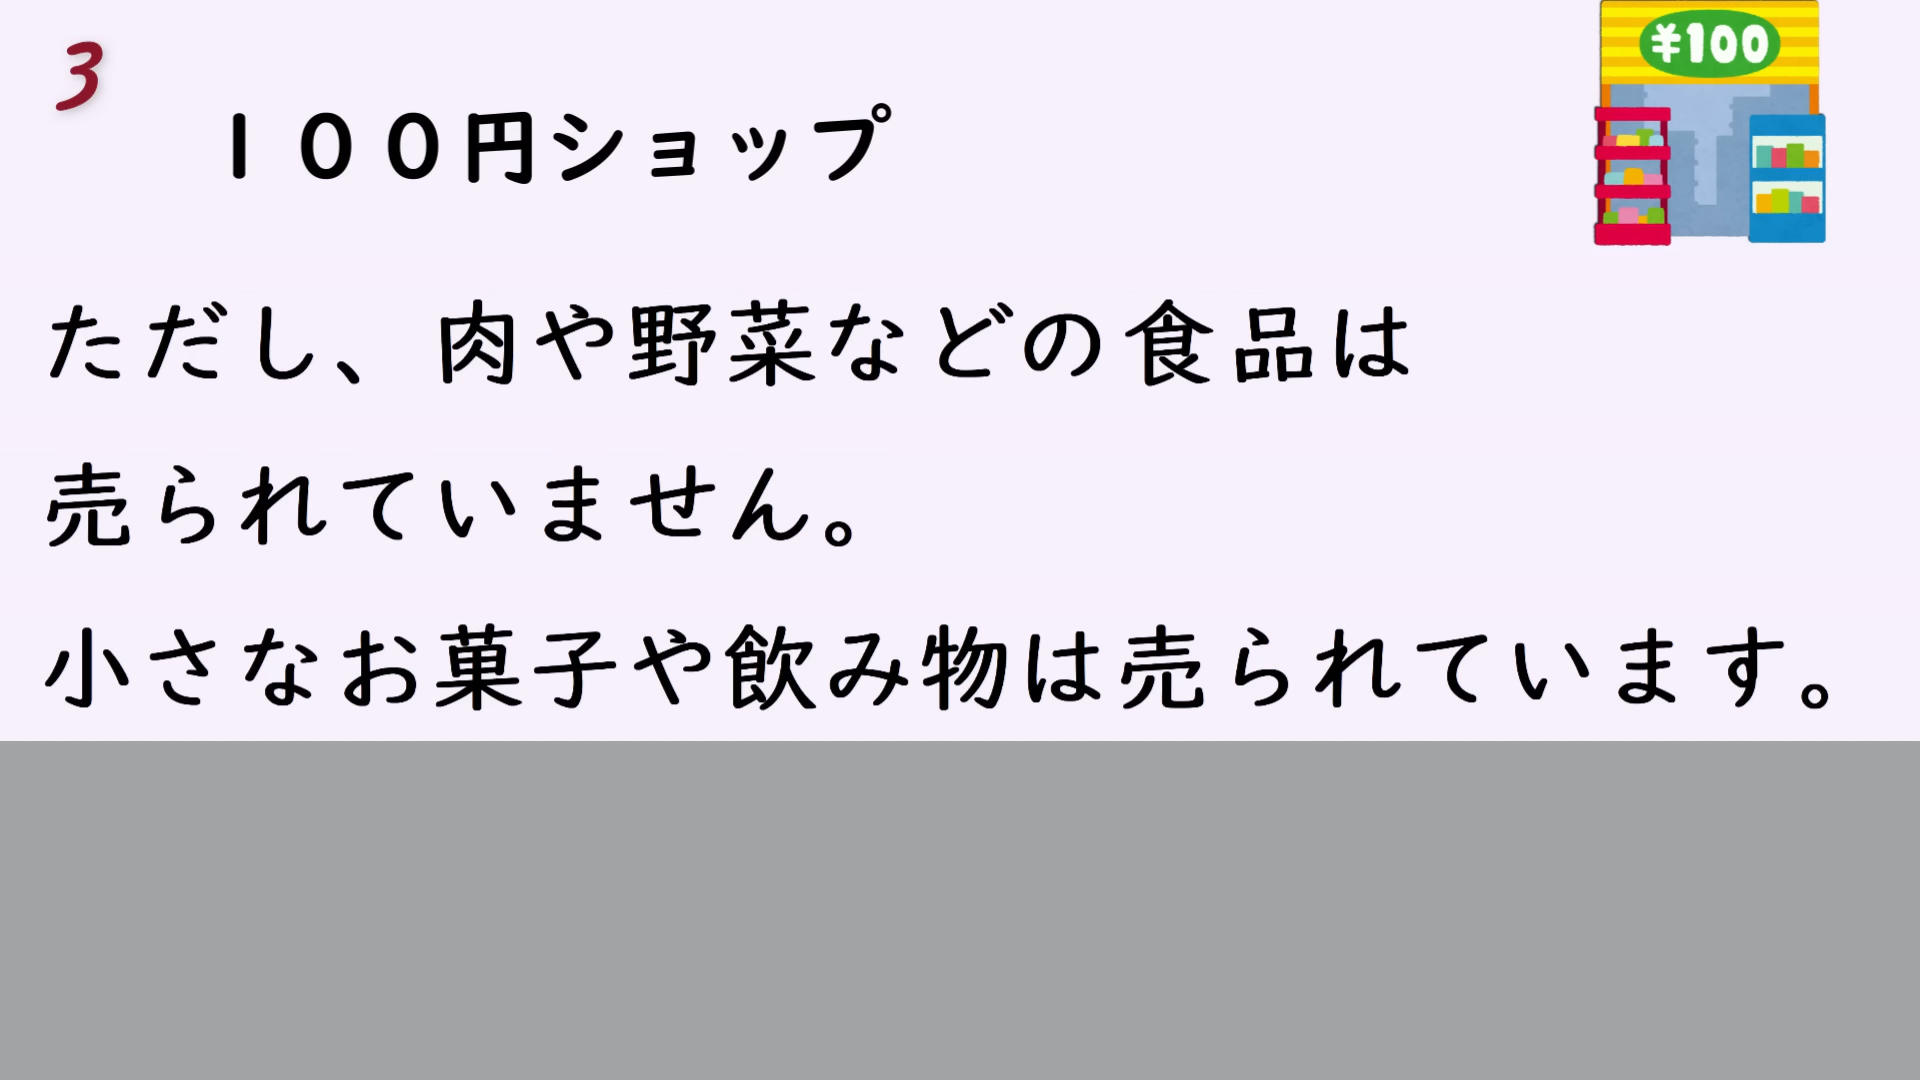 3
¥100
１００円ショップ
ただし、肉や野菜などの食品は
売られていません。
小さなお菓子や飲み物は売られています。